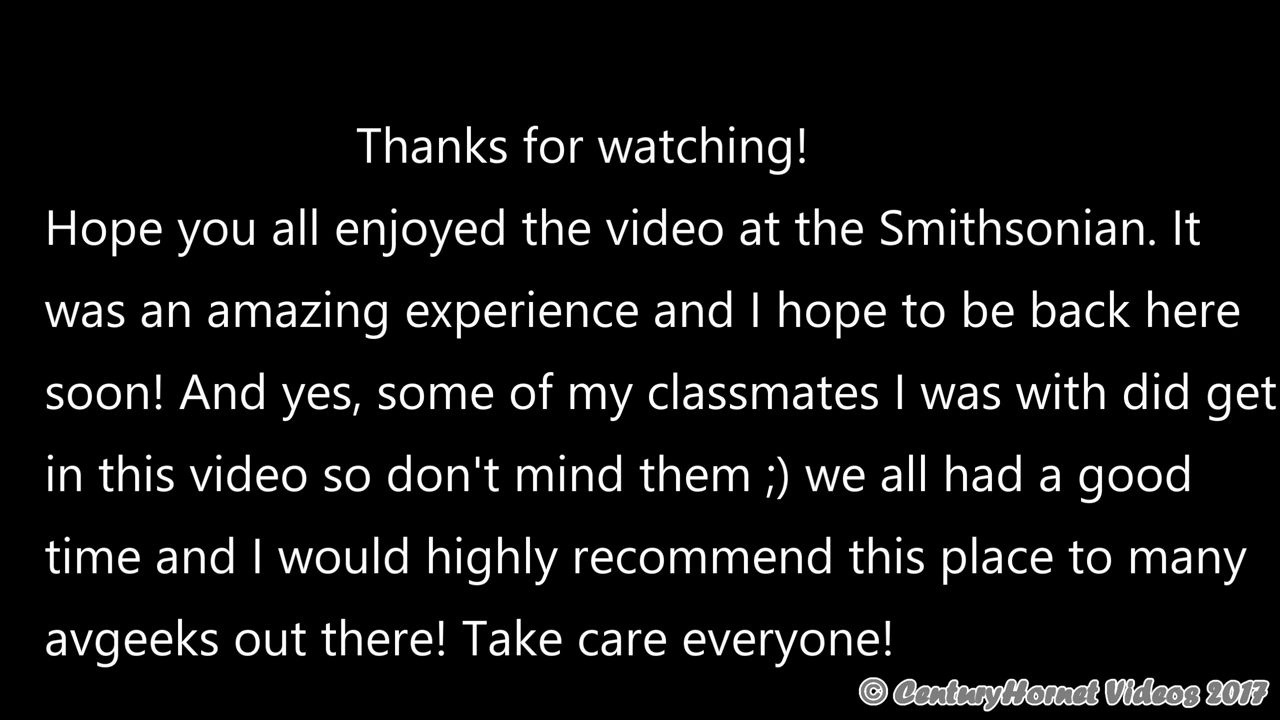 Thanks for watching!
Hope you all enjoyed the video at the Smithsonian. It
was an amazing experience and I hope to be back here
soon! And yes, some of my classmates I was with did get
in this video so don't mind them ;) we all had a good
time and I would highly recommend this place to many
avgeeks out there! Take care everyone!
© CenturyHornet Videos 2017